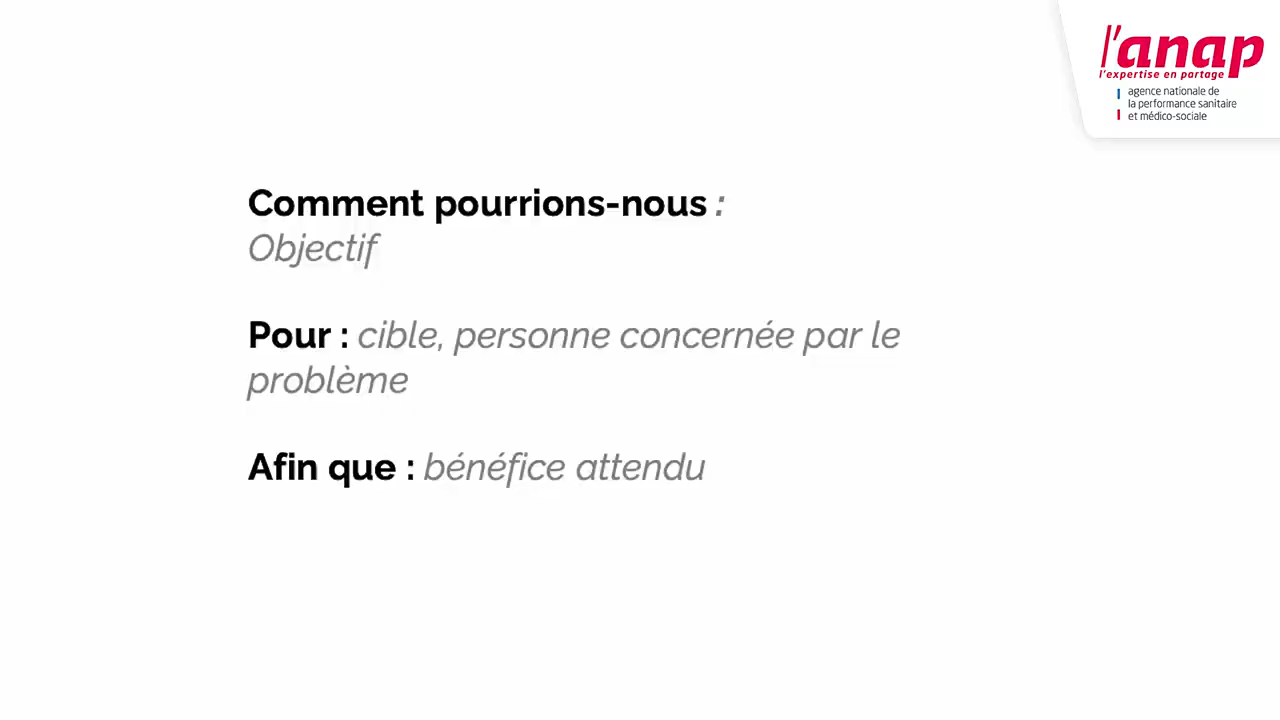 l'anap
l'expertise en partage
agence nationale de
la performance sanitaire
et médico-sociale
Comment pourrions-nous :
Objectif
Pour : cible, personne concernée par le
problème
Afin que : bénéfice attendu